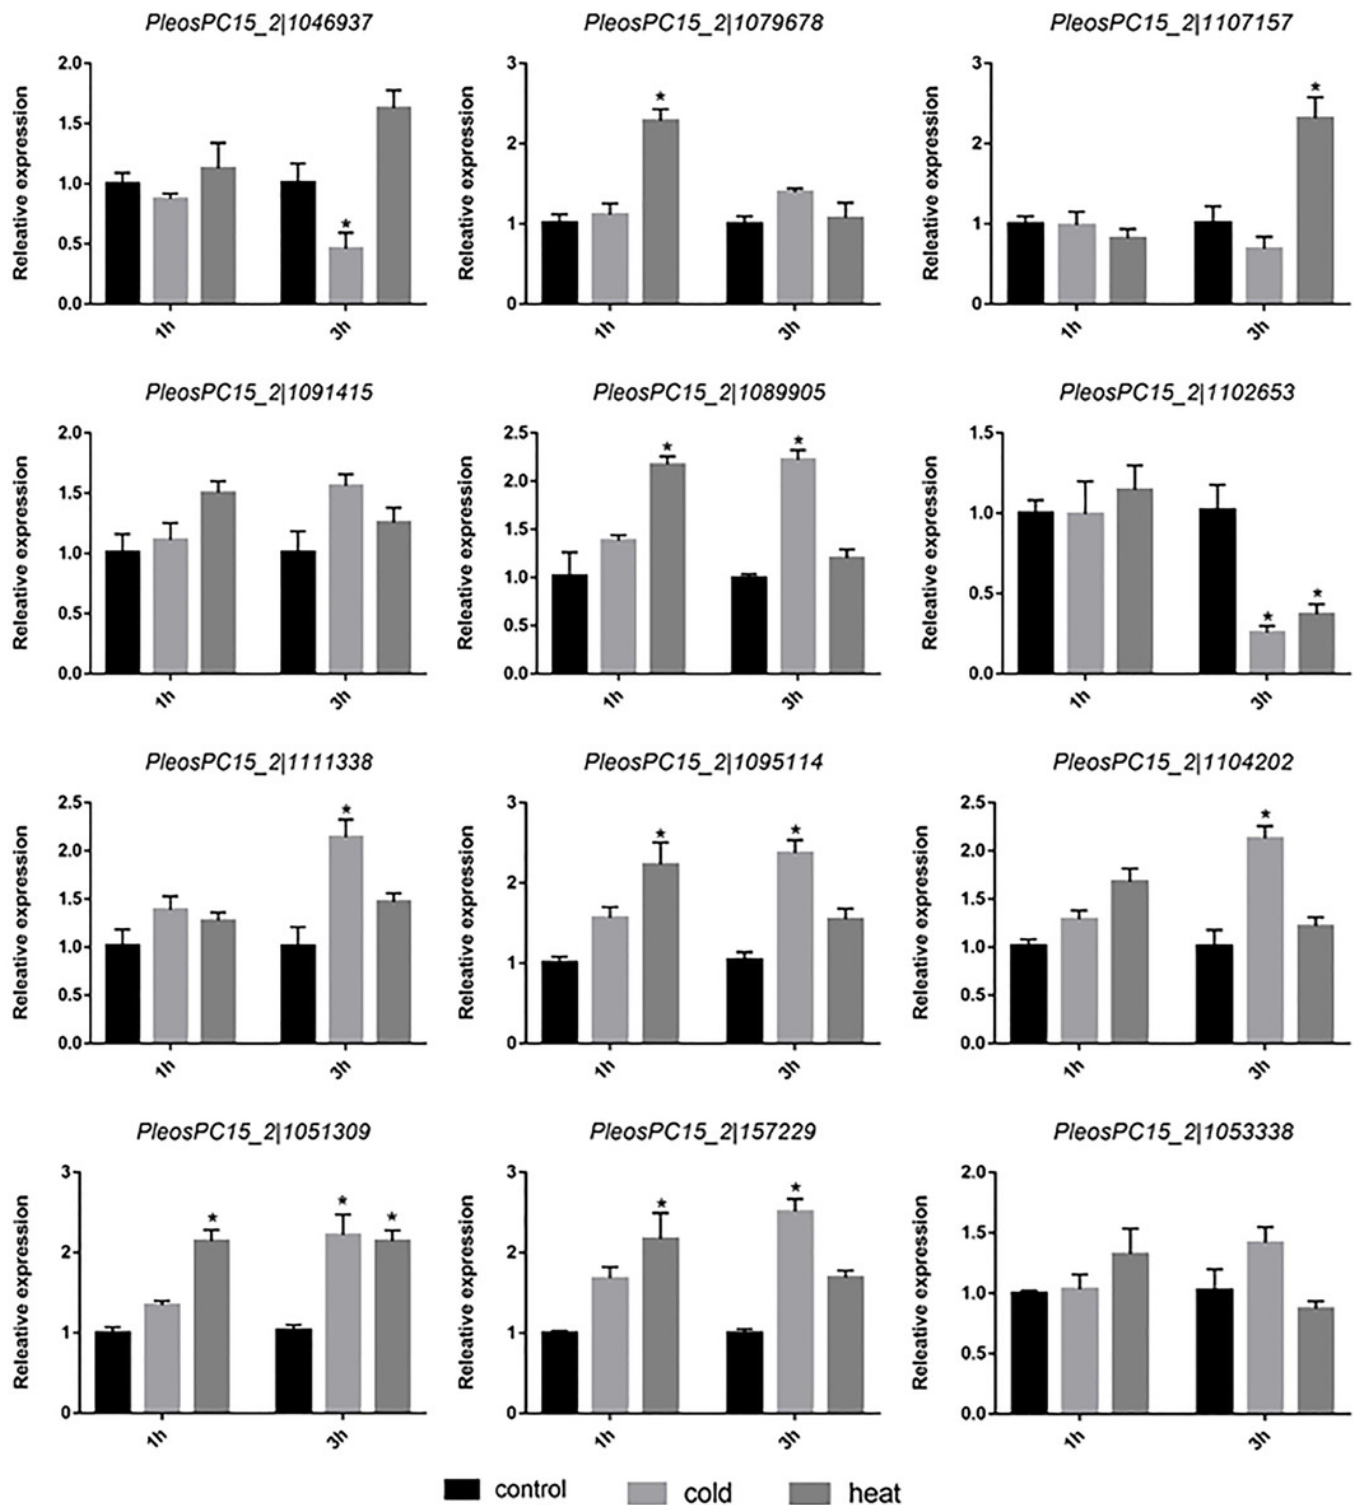 PleosPC15_2|1046937 PleosPC15_2|1079678 PleosPC15_2|1107157
Releative expression
2.0
1.5
1.0
0.5
0.0
*
1h 3h
Releative expression
3
2
1
0
*
1h 3h
Releative expression
3
2
1
0
*
1h 3h
PleosPC15_2|1091415 PleosPC15_2|1089905 PleosPC15_2|1102653
Releative expression
2.0
1.5
1.0
0.5
0.0
1h 3h
Releative expression
2.5
2.0
1.5
1.0
0.5
0.0
* *
1h 3h
Releative expression
1.5
1.0
0.5
0.0
* *
1h 3h
PleosPC15_2|1111338 PleosPC15_2|1095114 PleosPC15_2|1104202
Releative expression
2.5
2.0
1.5
1.0
0.5
0.0
*
1h 3h
Releative expression
3
2
1
0
* *
1h 3h
Releative expression
2.5
2.0
1.5
1.0
0.5
0.0
*
1h 3h
PleosPC15_2|1051309 PleosPC15_2|157229 PleosPC15_2|1053338
Releative expression
3
2
1
0
* * *
1h 3h
Releative expression
3
2
1
0
* *
1h 3h
Releative expression
2.0
1.5
1.0
0.5
0.0
1h 3h
control cold heat